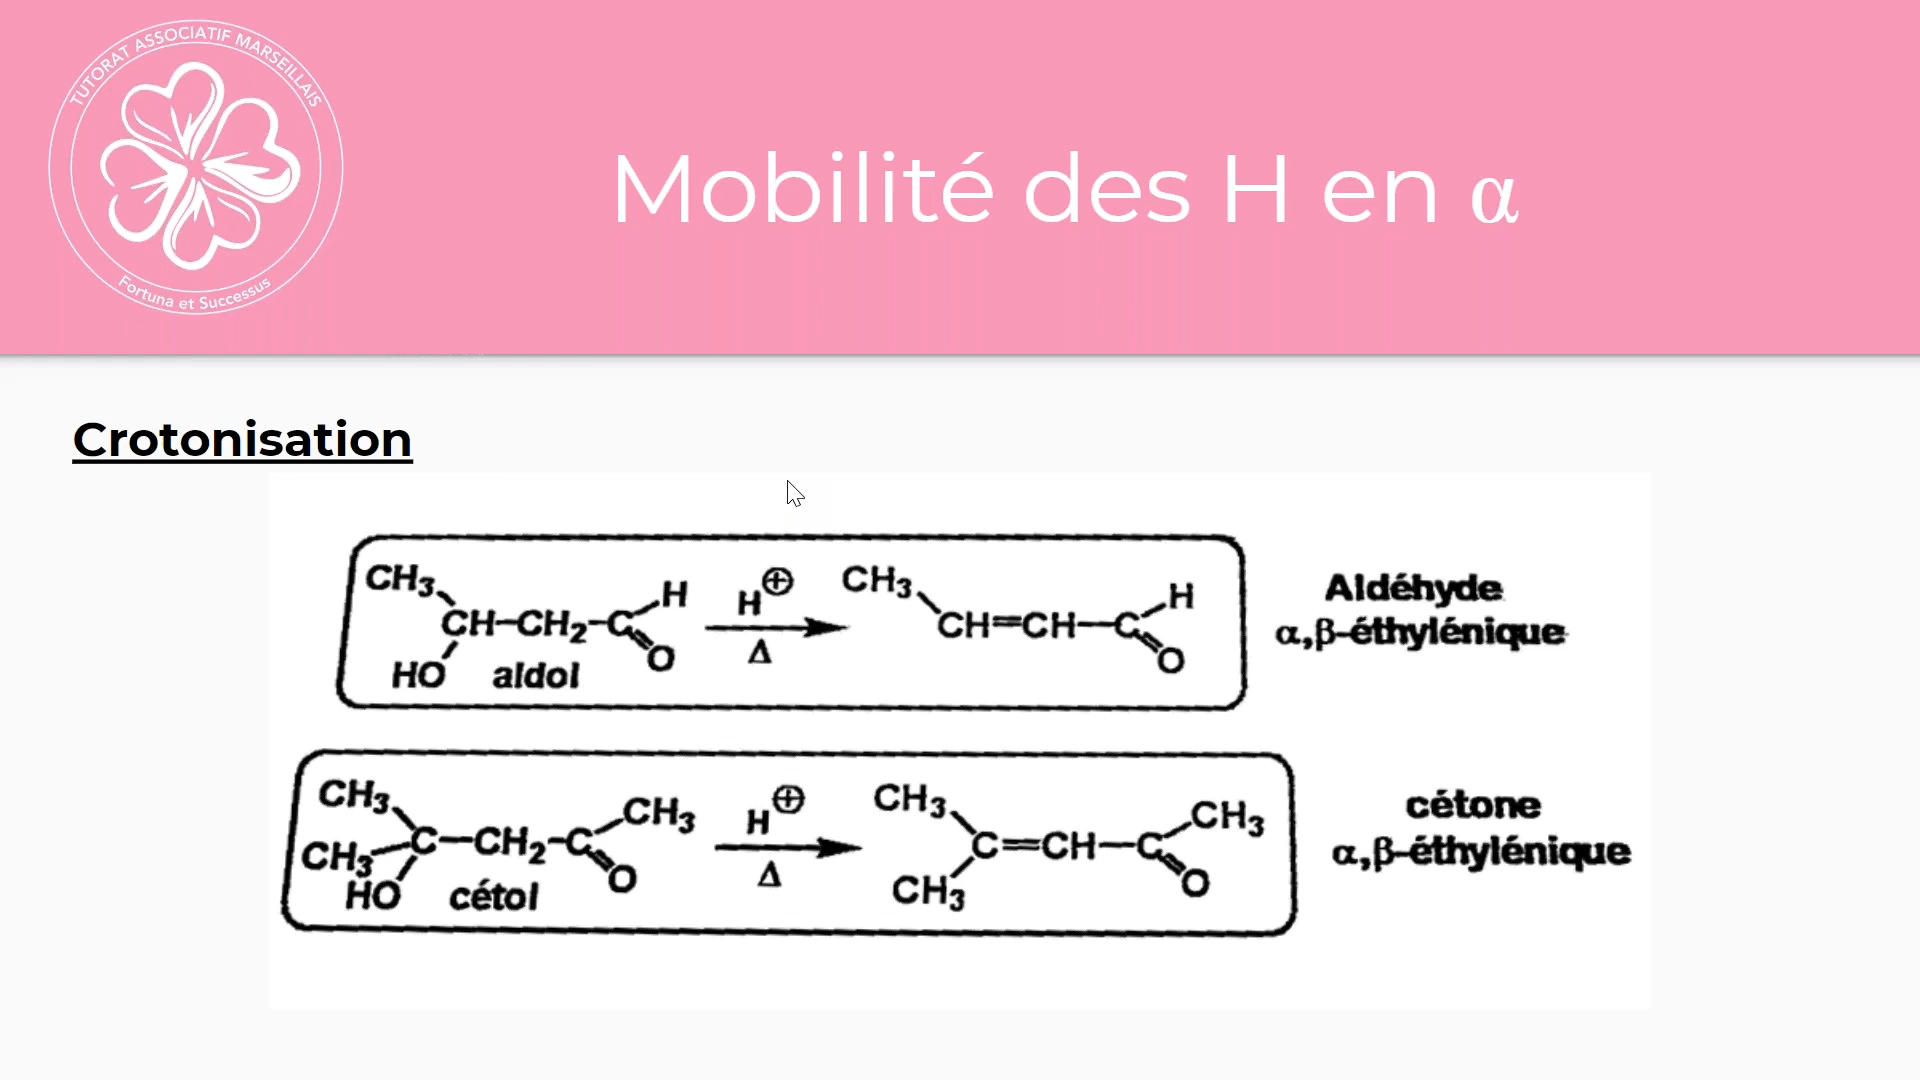 TUTORAT ASSOCIATIF MARSEILLAIS
Fortuna et Successus
Mobilité des H en α
Crotonisation
CH₃
CH–CH₂–C
H
O
HO
aldol
H⊕
Δ
CH₃
CH=CH–C
H
O
Aldéhyde
α,β-éthylénique
CH₃
CH₃
C–CH₂–C
CH₃
O
HO
cétol
H⊕
Δ
CH₃
C=CH–C
CH₃
CH₃
O
cétone
α,β-éthylénique